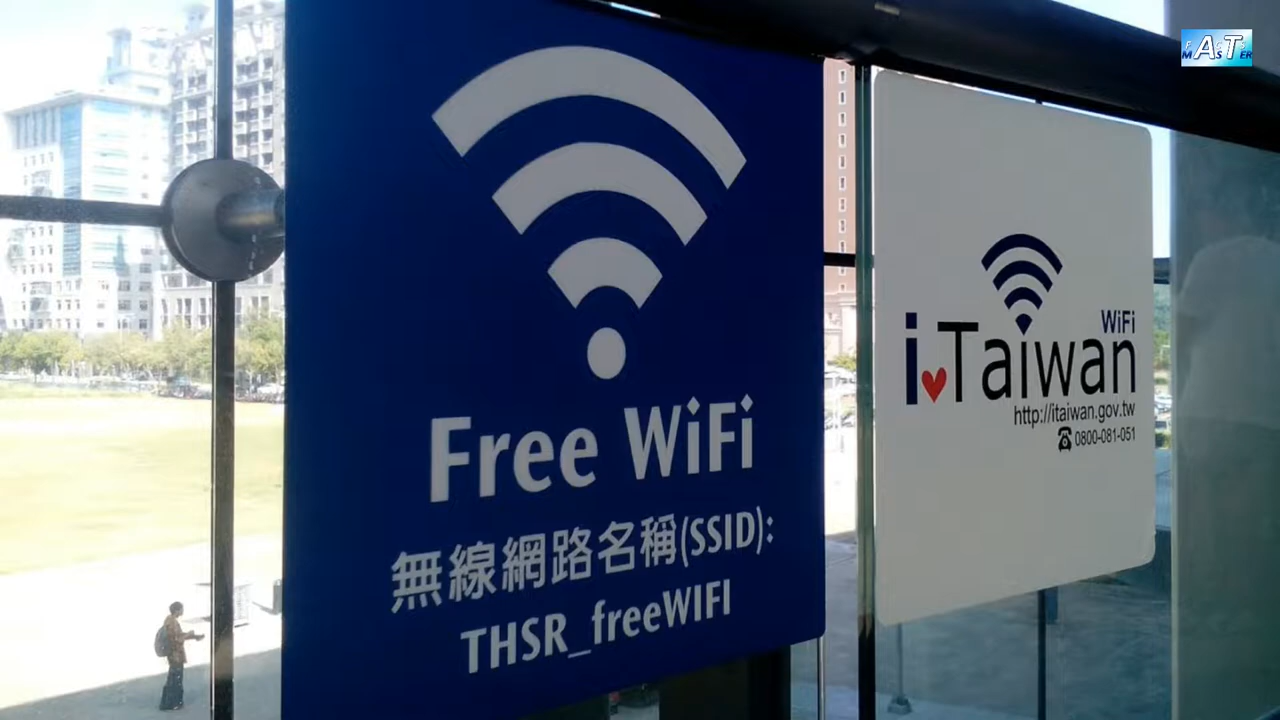 Free WiFi
無線網路名稱(SSID):
THSR_freeWIFI
WiFi
i Taiwan
http://itaiwan.gov.tw
0800-081-051
MASTER